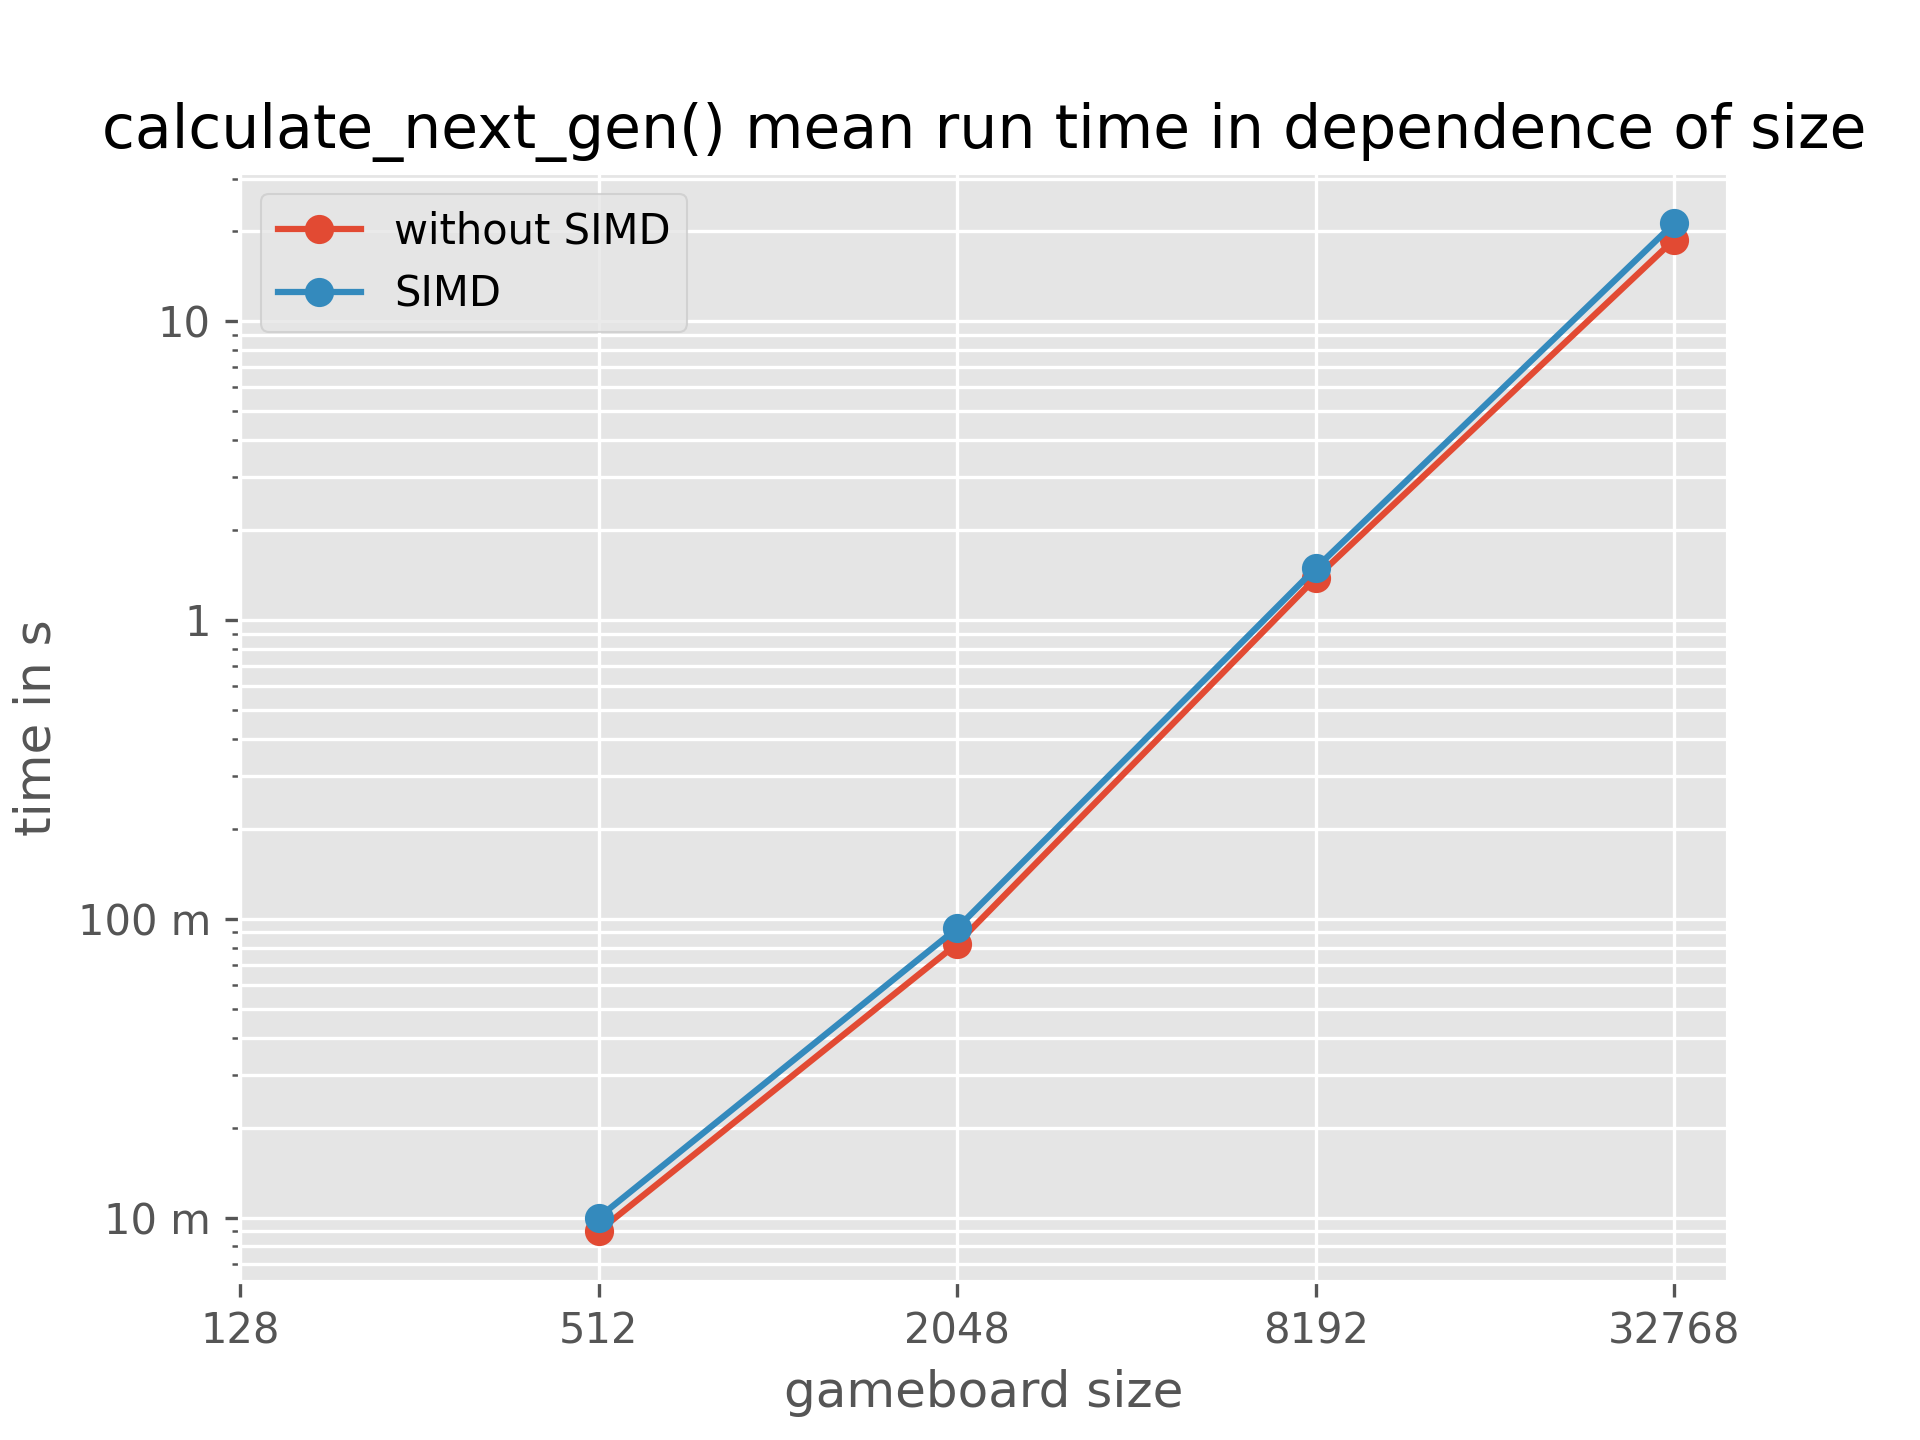 calculate_next_gen() mean run time in dependence of size
without SIMD
SIMD
10
1
100 m
10 m
time in s
128 512 2048 8192 32768
gameboard size